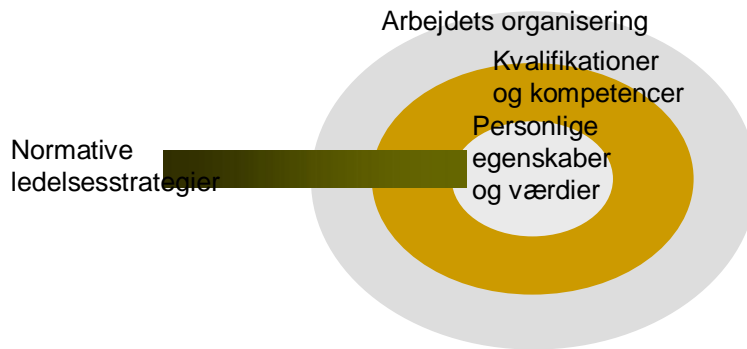 Arbejdets organisering
Kvalifikationer
og kompetencer
Personlige
egenskaber
og værdier
Normative
ledelsesstrategier